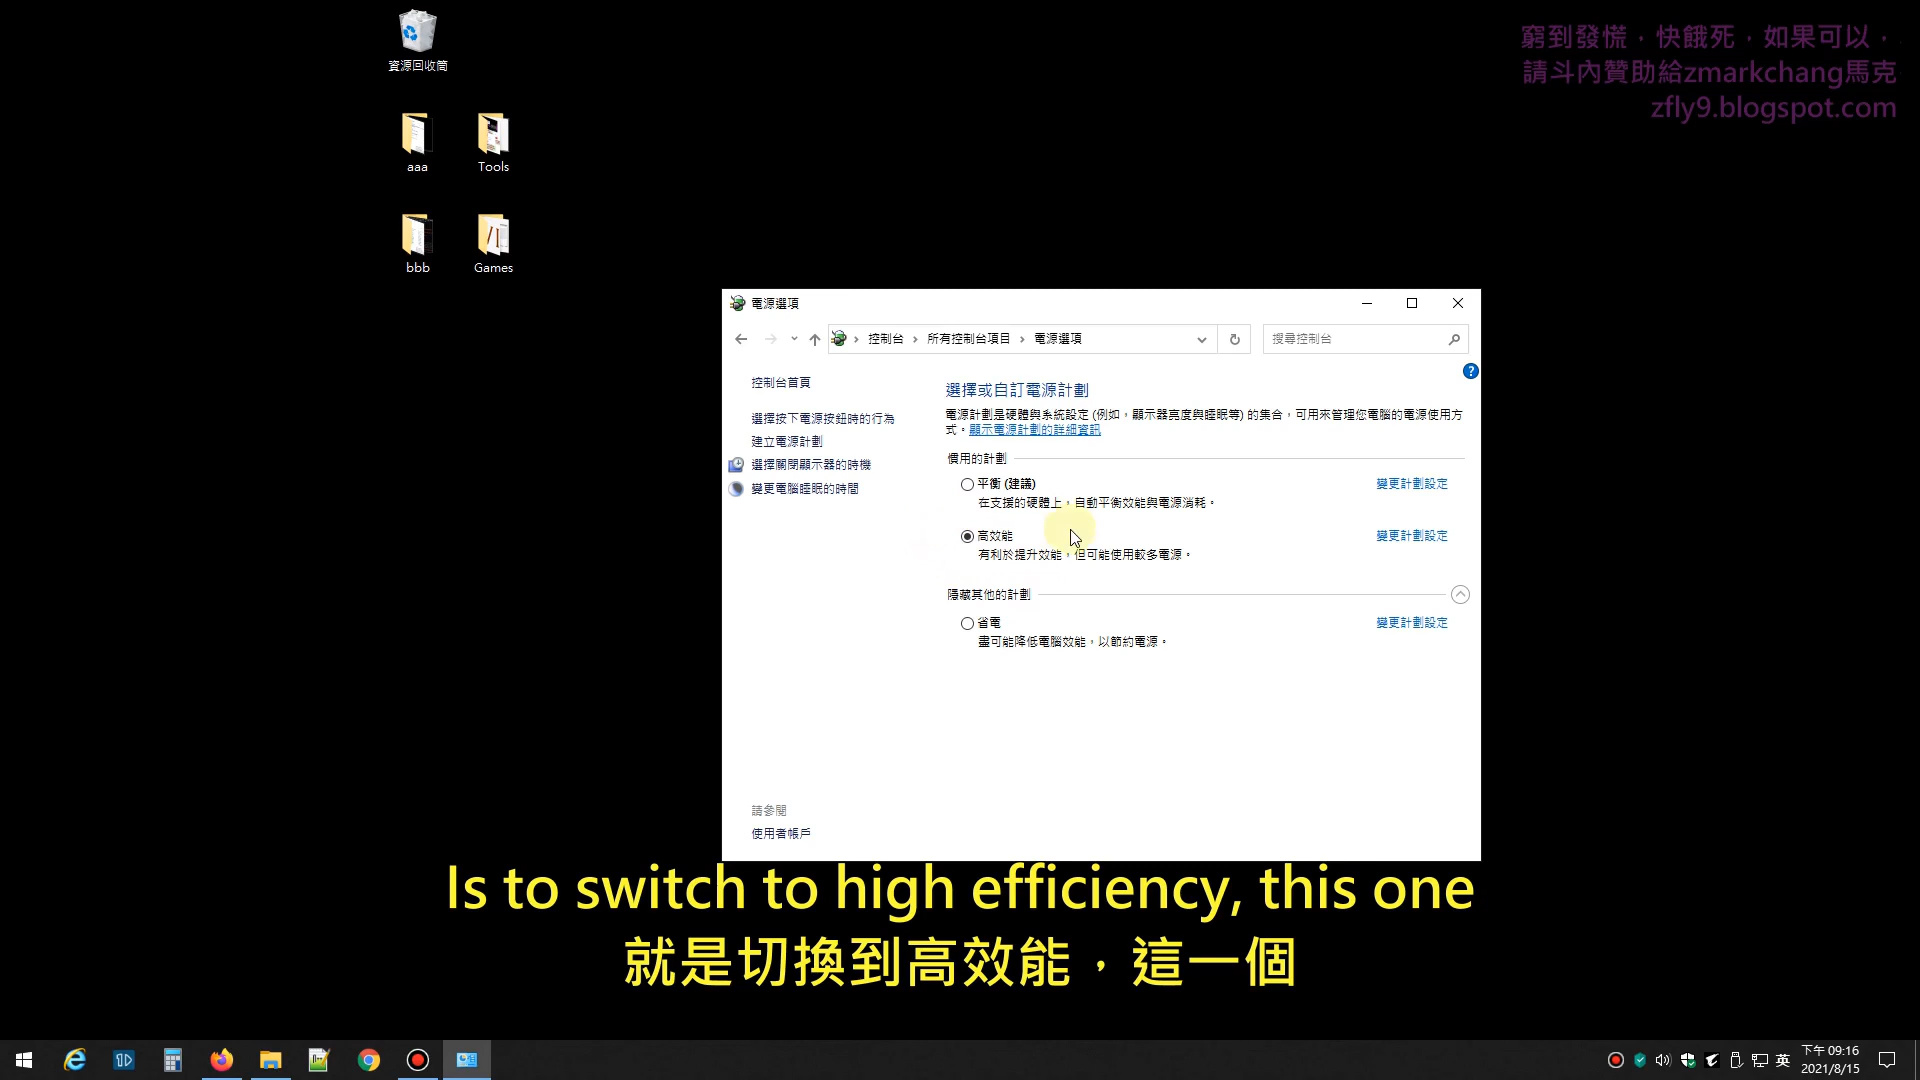 資源回收筒
窮到發慌，快餓死，如果可以，
請斗內贊助給zmarkchang馬克
zfly9.blogspot.com
aaa
Tools
bbb
Games
電源選項
控制台 › 所有控制台項目 › 電源選項
搜尋控制台
控制台首頁
選擇按下電源按鈕時的行為
建立電源計劃
選擇關閉顯示器的時機
變更電腦睡眠的時間
選擇或自訂電源計劃
電源計劃是硬體與系統設定 (例如，顯示器亮度與睡眠等) 的集合，可用來管理您電腦的電源使用方
式。顯示電源計劃的詳細資訊
慣用的計劃
平衡 (建議)
變更計劃設定
在支援的硬體上，自動平衡效能與電源消耗。
高效能
變更計劃設定
有利於提升效能，但可能使用較多電源。
隱藏其他的計劃
省電
變更計劃設定
盡可能降低電腦效能，以節約電源。
請參閱
使用者帳戶
Is to switch to high efficiency, this one
就是切換到高效能，這一個
英
下午 09:16
2021/8/15